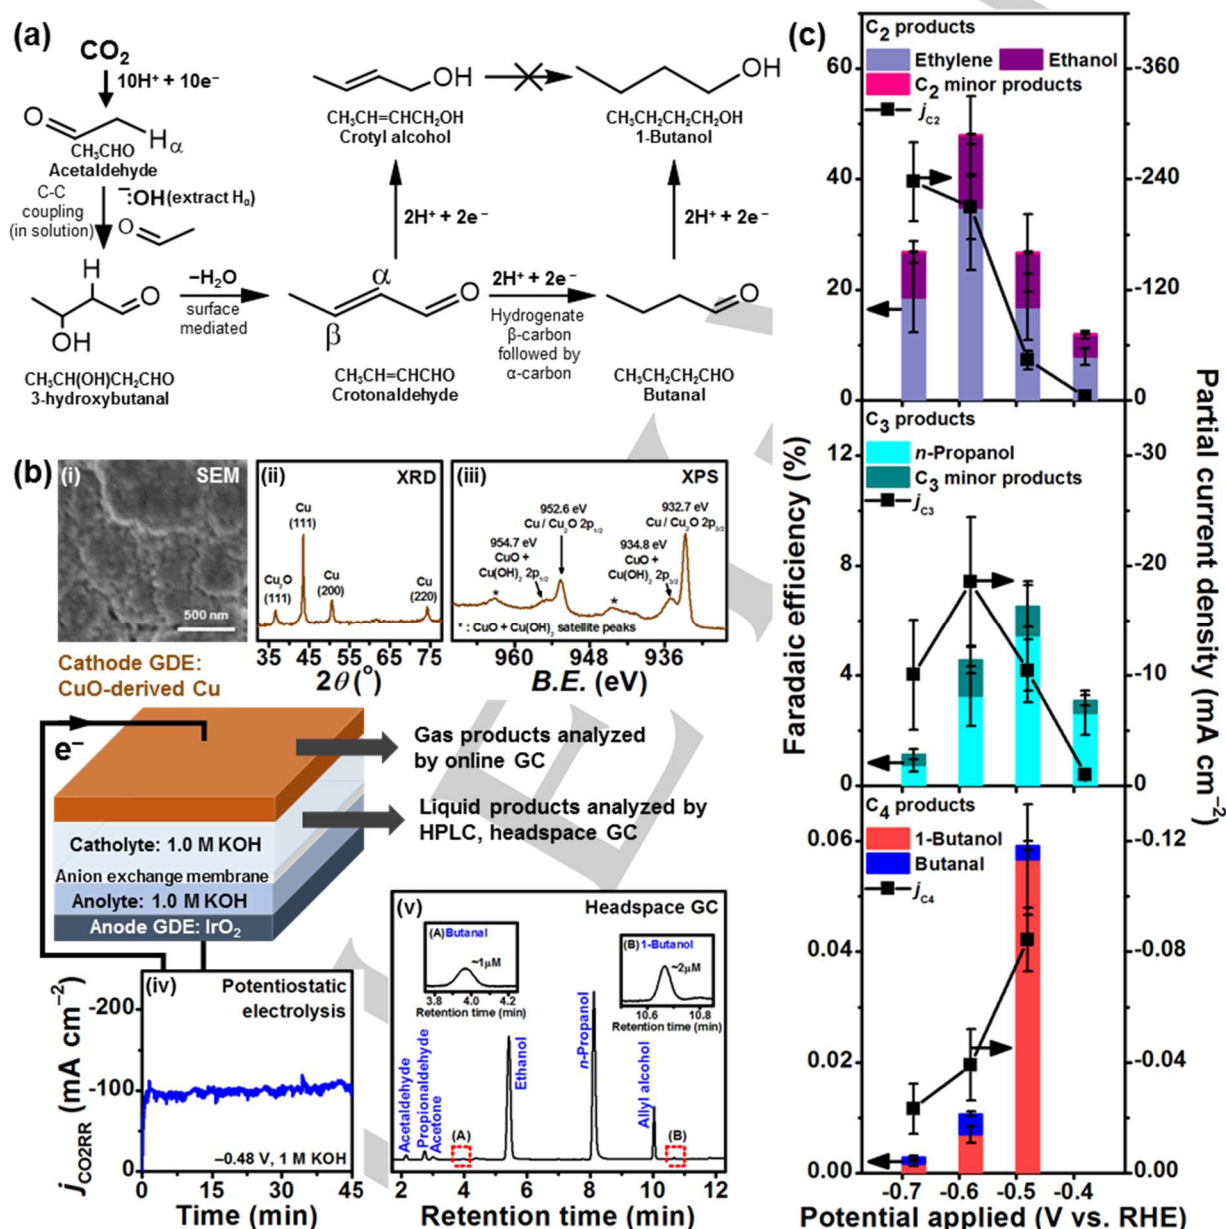 (a)
CO2
10H+ + 10e−
O
H
α
CH3CHO
Acetaldehyde
C-C
coupling
(in solution)
−:OH (extract Hα)
O
H
O
OH
CH3CH(OH)CH2CHO
3-hydroxybutanal
−H2O
surface
mediated
OH
CH3CH=CHCH2OH
Crotyl alcohol
2H+ + 2e−
α
O
β
CH3CH=CHCHO
Crotonaldehyde
2H+ + 2e−
Hydrogenate
β-carbon
followed by
α-carbon
OH
CH3CH2CH2CH2OH
1-Butanol
2H+ + 2e−
O
CH3CH2CH2CHO
Butanal
(b)
(i) SEM
500 nm
(ii) XRD
Cu
(111)
Cu2O
(111)
Cu
(200)
Cu
(220)
35 45 55 65 75
2θ (°)
(iii) XPS
952.6 eV
Cu / Cu2O 2p1/2
932.7 eV
Cu / Cu2O 2p3/2
954.7 eV
CuO +
Cu(OH)2 2p1/2
934.8 eV
CuO +
Cu(OH)2 2p3/2
* *
* : CuO + Cu(OH)2 satellite peaks
960 948 936
B.E. (eV)
Cathode GDE:
CuO-derived Cu
e−
Catholyte: 1.0 M KOH
Anion exchange membrane
Anolyte: 1.0 M KOH
Anode GDE: IrO2
Gas products analyzed
by online GC
Liquid products analyzed by
HPLC, headspace GC
(iv) Potentiostatic
electrolysis
−0.48 V, 1 M KOH
-200
-100
0
jCO2RR (mA cm−2)
0 15 30 45
Time (min)
(v) Headspace GC
(A) Butanal
~1μM
3.8 4.0 4.2
Retention time (min)
(B) 1-Butanol
~2μM
10.6 10.8
Retention time (min)
Acetaldehyde
Propionaldehyde
Acetone
(A)
Ethanol
n-Propanol
Allyl alcohol
(B)
2 4 6 8 10 12
Retention time (min)
(c)
C2 products
Ethylene Ethanol
C2 minor products
jC2
60
40
20
0
-360
-240
-120
0
C3 products
n-Propanol
C3 minor products
jC3
12
8
4
0
-30
-20
-10
0
C4 products
1-Butanol
Butanal
jC4
0.06
0.04
0.02
0.00
-0.12
-0.08
-0.04
0.00
Faradaic efficiency (%)
Partial current density (mA cm−2)
-0.7 -0.6 -0.5 -0.4
Potential applied (V vs. RHE)